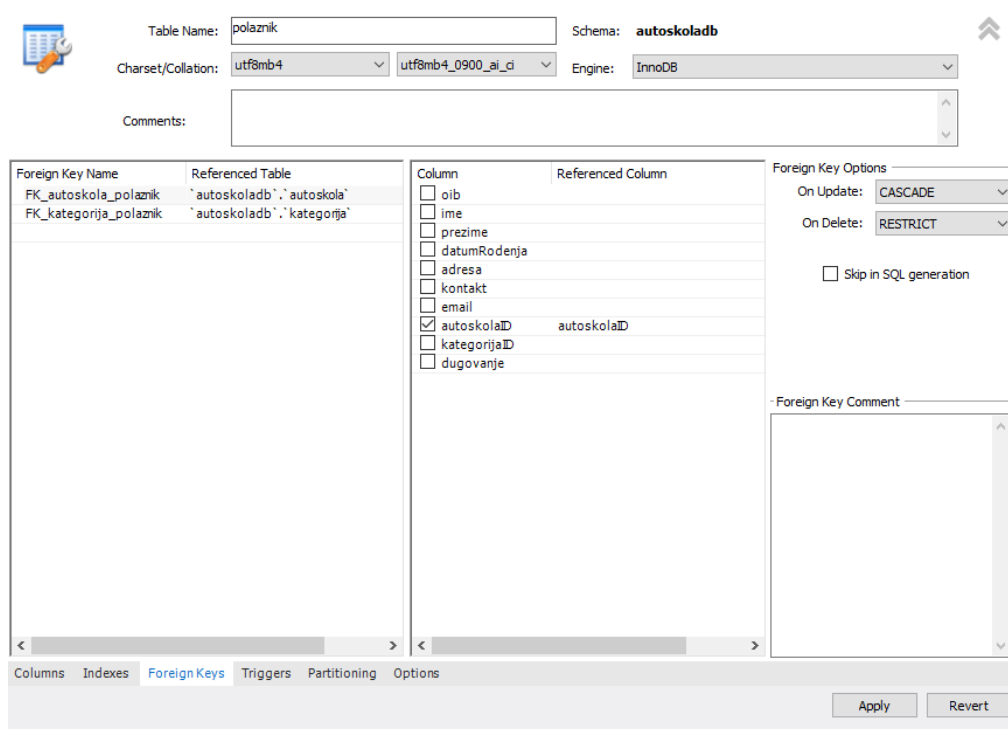 Table Name: polaznik Schema: autoskoladb
Charset/Collation: utf8mb4 utf8mb4_0900_ai_ci Engine: InnoDB
Comments:
Foreign Key Name Referenced Table
FK_autoskola_polaznik `autoskoladb`.`autoskola`
FK_kategorija_polaznik `autoskoladb`.`kategorija`
Column Referenced Column
oib
ime
prezime
datumRodenja
adresa
kontakt
email
autoskolaID autoskolaID
kategorijaID
dugovanje
Foreign Key Options
On Update: CASCADE
On Delete: RESTRICT
Skip in SQL generation
Foreign Key Comment
Columns Indexes Foreign Keys Triggers Partitioning Options
Apply Revert